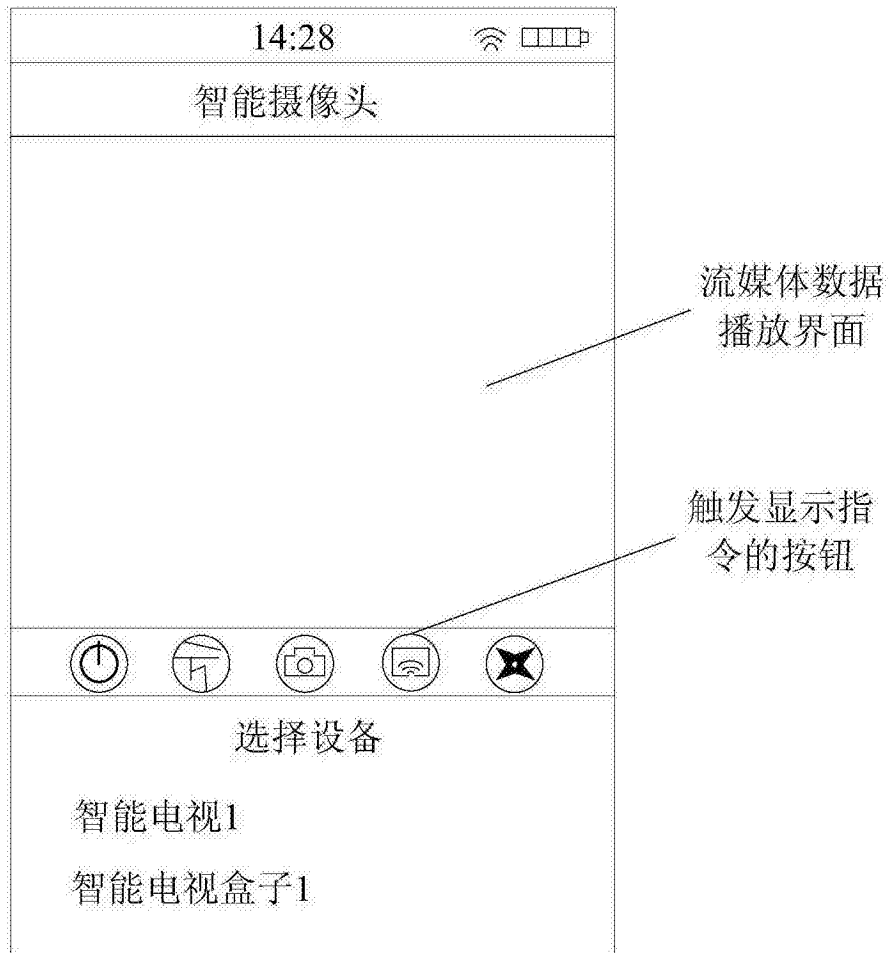 14:28
智能摄像头
流媒体数据
播放界面
触发显示指
令的按钮
选择设备
智能电视1
智能电视盒子1